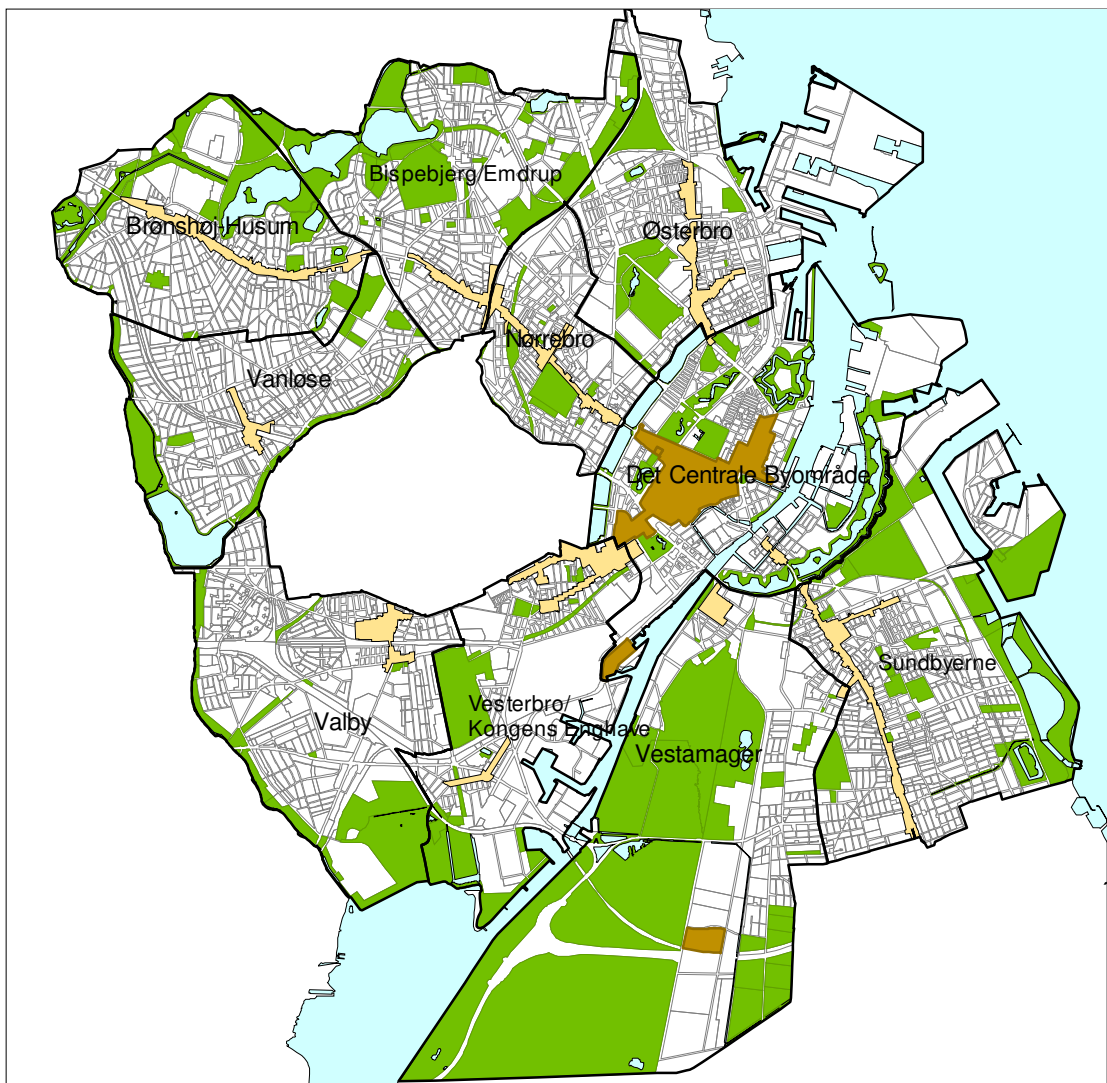 Bispebjerg/Emdrup
Brønshøj-Husum
Østerbro
Nørrebro
Vanløse
Det Centrale Byområde
Sundbyerne
Vesterbro/
Kongens Enghave
Valby
Vestamager